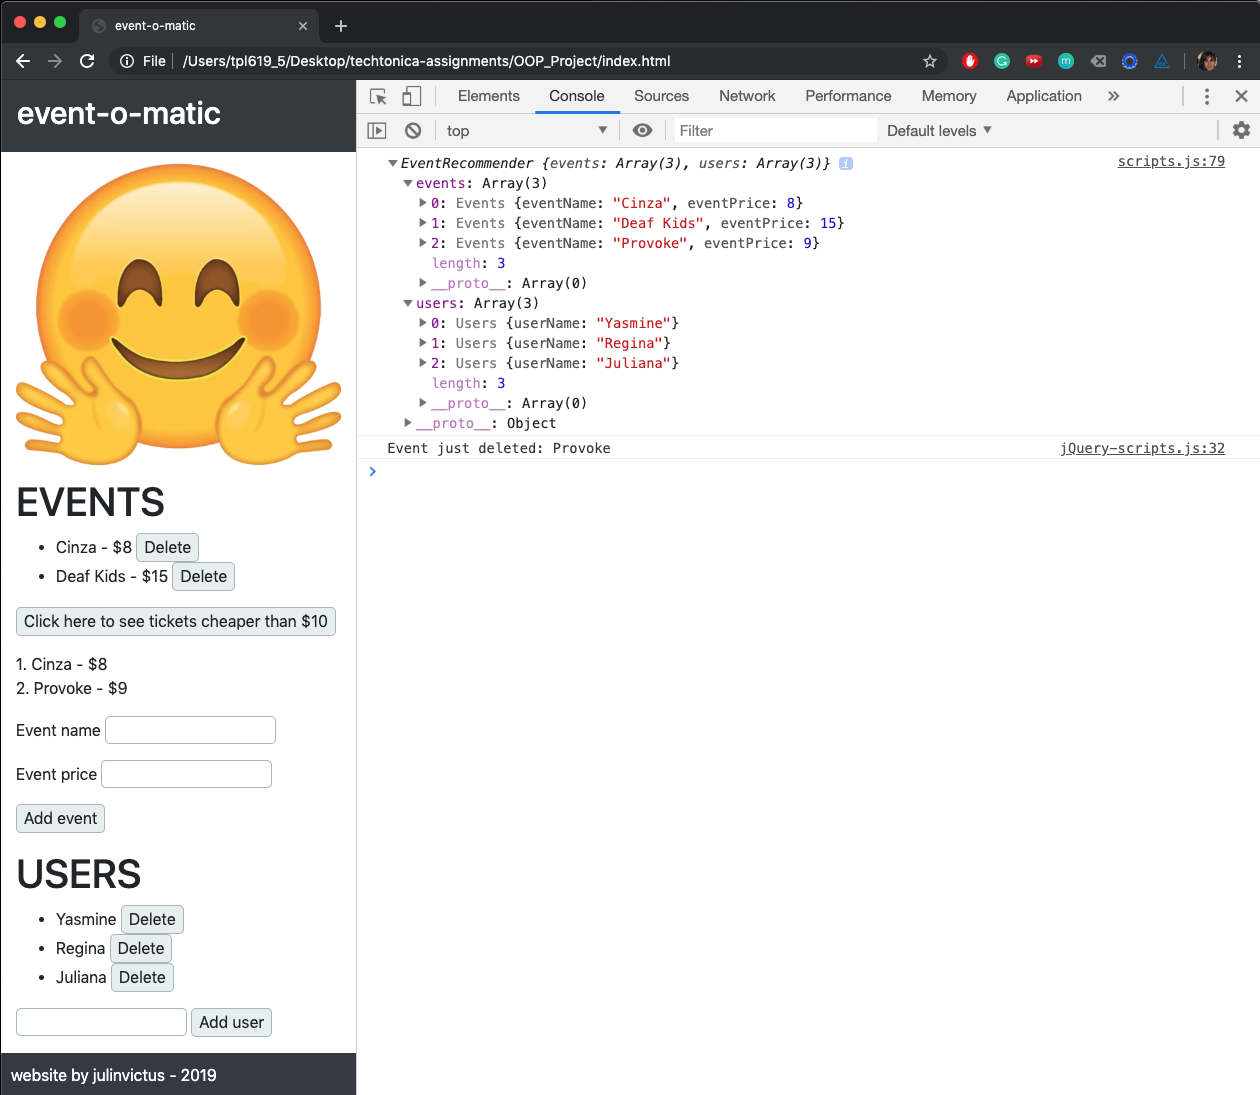 event-o-matic
File /Users/tpl619_5/Desktop/techtonica-assignments/OOP_Project/index.html
event-o-matic
EVENTS
• Cinza - $8 Delete
• Deaf Kids - $15 Delete
Click here to see tickets cheaper than $10
1. Cinza - $8
2. Provoke - $9
Event name
Event price
Add event
USERS
• Yasmine Delete
• Regina Delete
• Juliana Delete
Add user
website by julinvictus - 2019
Elements Console Sources Network Performance Memory Application »
top Filter Default levels
EventRecommender {events: Array(3), users: Array(3)} i scripts.js:79
events: Array(3)
0: Events {eventName: "Cinza", eventPrice: 8}
1: Events {eventName: "Deaf Kids", eventPrice: 15}
2: Events {eventName: "Provoke", eventPrice: 9}
length: 3
__proto__: Array(0)
users: Array(3)
0: Users {userName: "Yasmine"}
1: Users {userName: "Regina"}
2: Users {userName: "Juliana"}
length: 3
__proto__: Array(0)
__proto__: Object
Event just deleted: Provoke jQuery-scripts.js:32